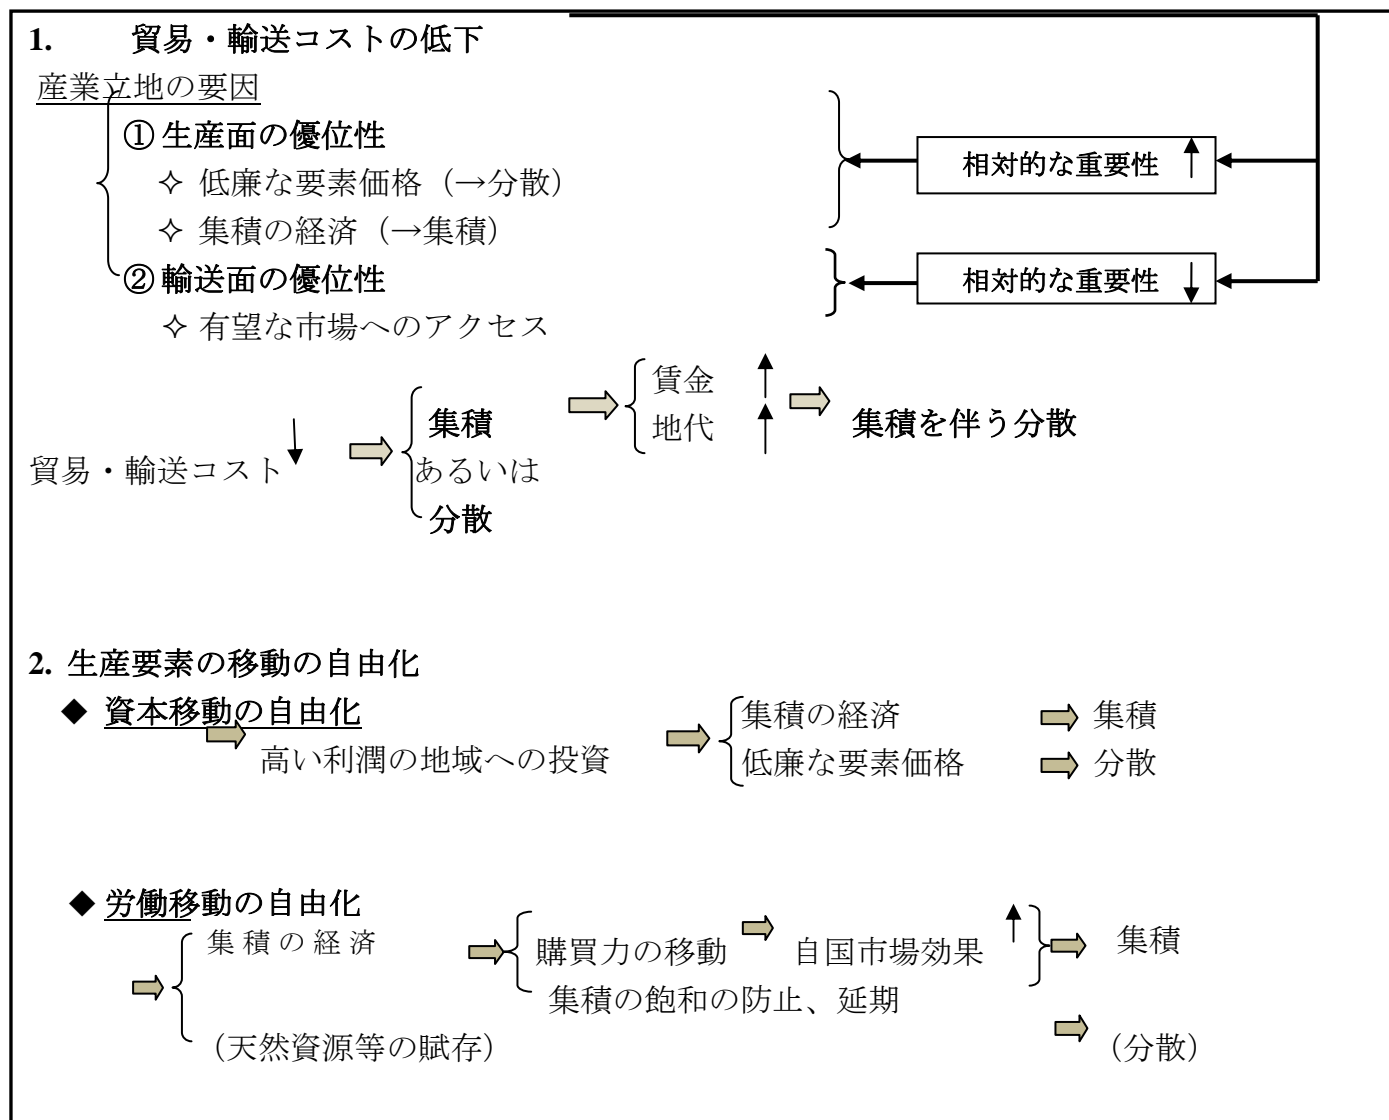 1. 貿易・輸送コストの低下
産業立地の要因
① 生産面の優位性
✧ 低廉な要素価格（→分散）
相対的な重要性 ↑
✧ 集積の経済（→集積）
② 輸送面の優位性
相対的な重要性 ↓
✧ 有望な市場へのアクセス
貿易・輸送コスト ↓
集積
あるいは
分散
賃金 ↑
地代 ↑
集積を伴う分散
2. 生産要素の移動の自由化
◆ 資本移動の自由化
高い利潤の地域への投資
集積の経済
集積
低廉な要素価格
分散
◆ 労働移動の自由化
集積の経済
購買力の移動
自国市場効果 ↑
集積
集積の飽和の防止、延期
（天然資源等の賦存）
（分散）